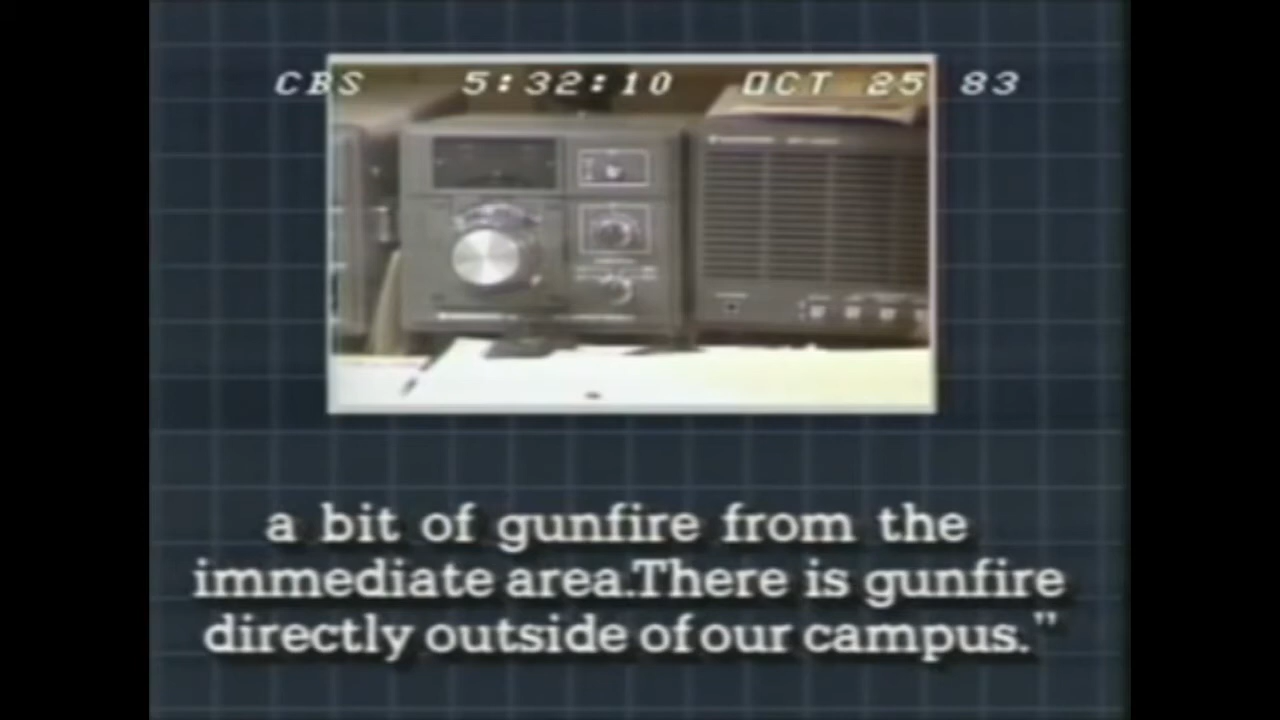 CBS 5:32:10 OCT 25 83
a bit of gunfire from the
immediate area.There is gunfire
directly outside of our campus."